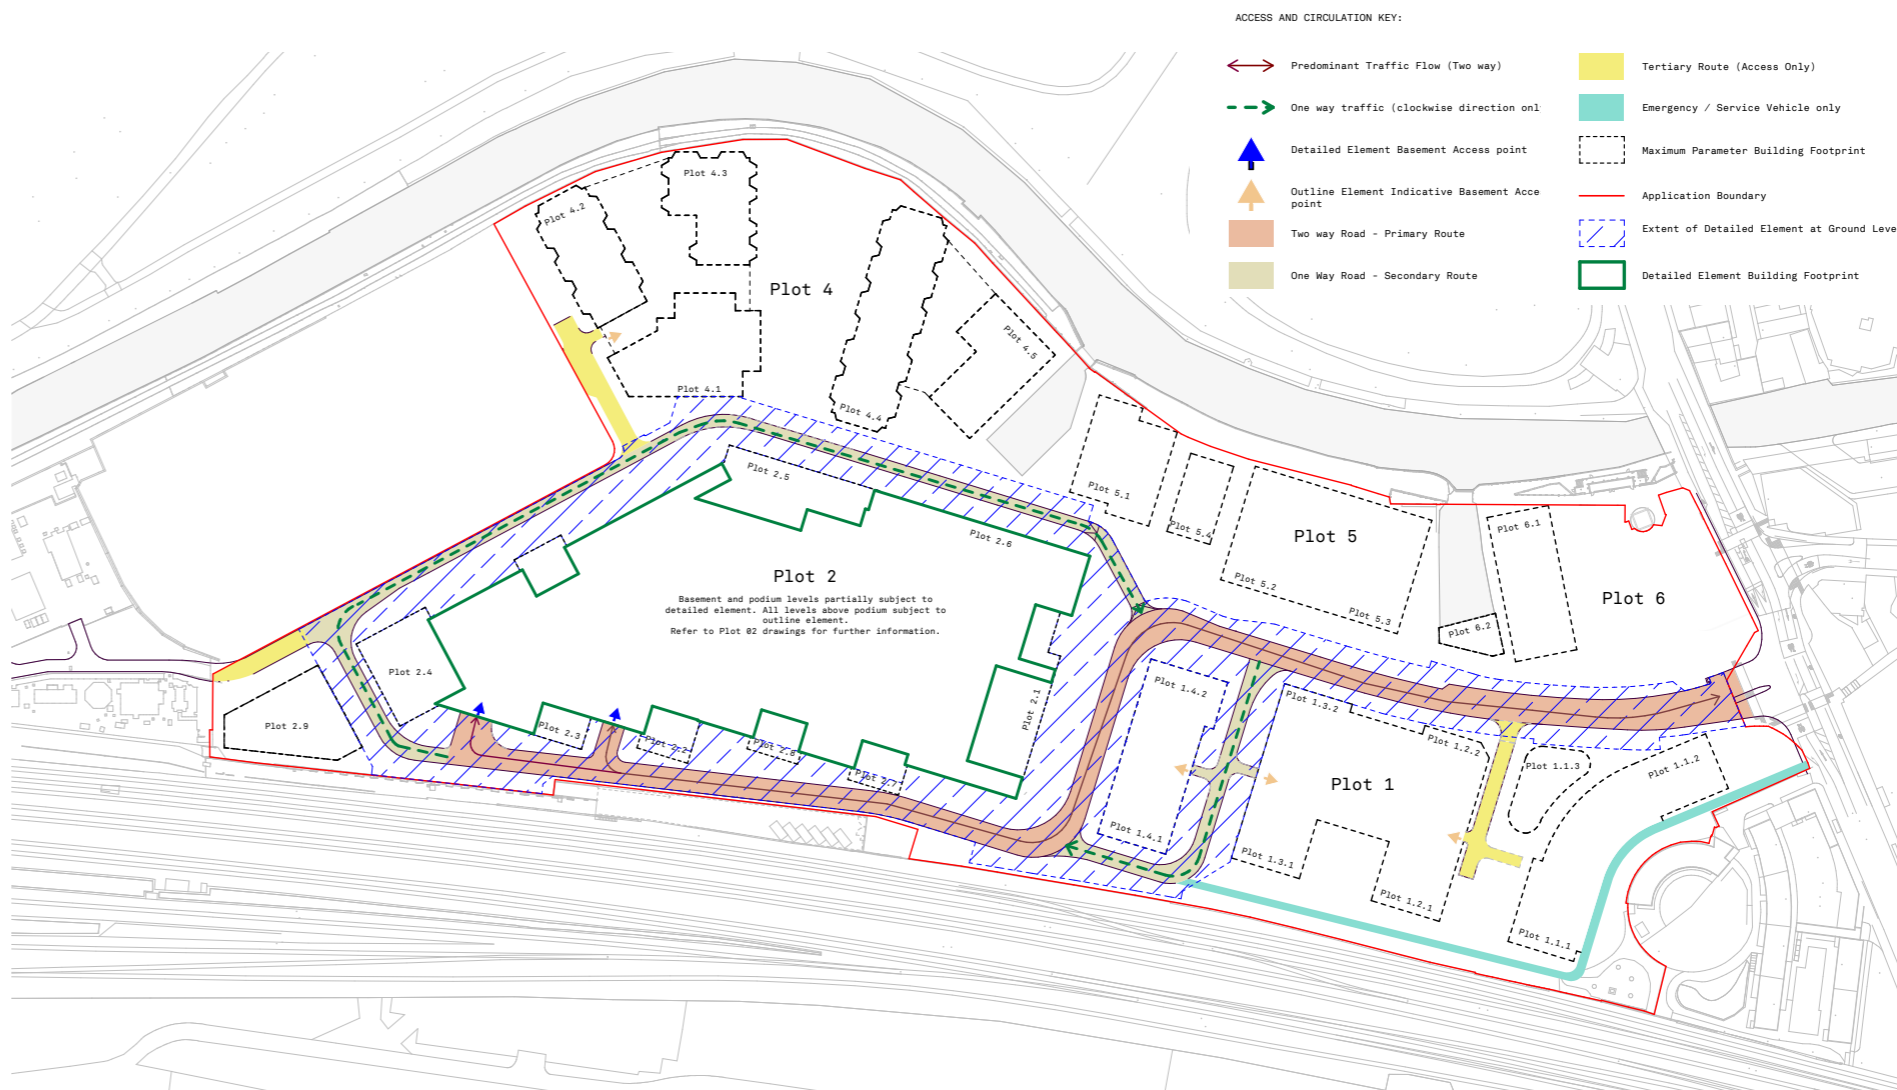 ACCESS AND CIRCULATION KEY:
Predominant Traffic Flow (Two way)
One way traffic (clockwise direction onl
Detailed Element Basement Access point
Outline Element Indicative Basement Acce
point
Two way Road - Primary Route
One Way Road - Secondary Route
Tertiary Route (Access Only)
Emergency / Service Vehicle only
Maximum Parameter Building Footprint
Application Boundary
Extent of Detailed Element at Ground Leve
Detailed Element Building Footprint
Plot 4.3
Plot 4.2
Plot 4
Plot 4.5
Plot 4.1
Plot 4.4
Plot 2.5
Plot 2.6
Plot 5.1
Plot 5.4
Plot 5
Plot 5.2
Plot 5.3
Plot 6.1
Plot 6
Plot 6.2
Plot 2
Basement and podium levels partially subject to
detailed element. All levels above podium subject to
outline element.
Refer to Plot 02 drawings for further information.
Plot 2.4
Plot 2.9
Plot 2.3
Plot 2.2
Plot 2.8
Plot 2.7
Plot 2.1
Plot 1.4.2
Plot 1.3.2
Plot 1.2.2
Plot 1.1.3
Plot 1.1.2
Plot 1
Plot 1.4.1
Plot 1.3.1
Plot 1.2.1
Plot 1.1.1